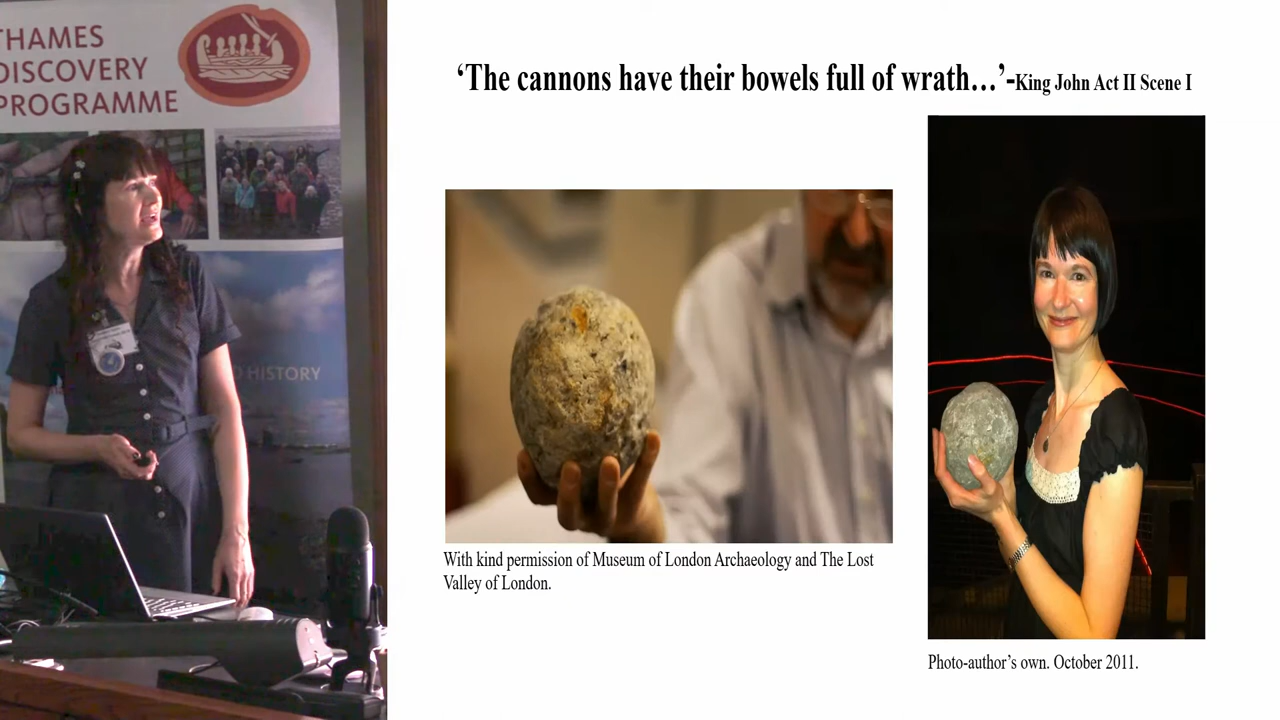 THAMES
DISCOVERY
PROGRAMME
HISTORY
‘The cannons have their bowels full of wrath…’-King John Act II Scene I
With kind permission of Museum of London Archaeology and The Lost
Valley of London.
Photo-author’s own. October 2011.